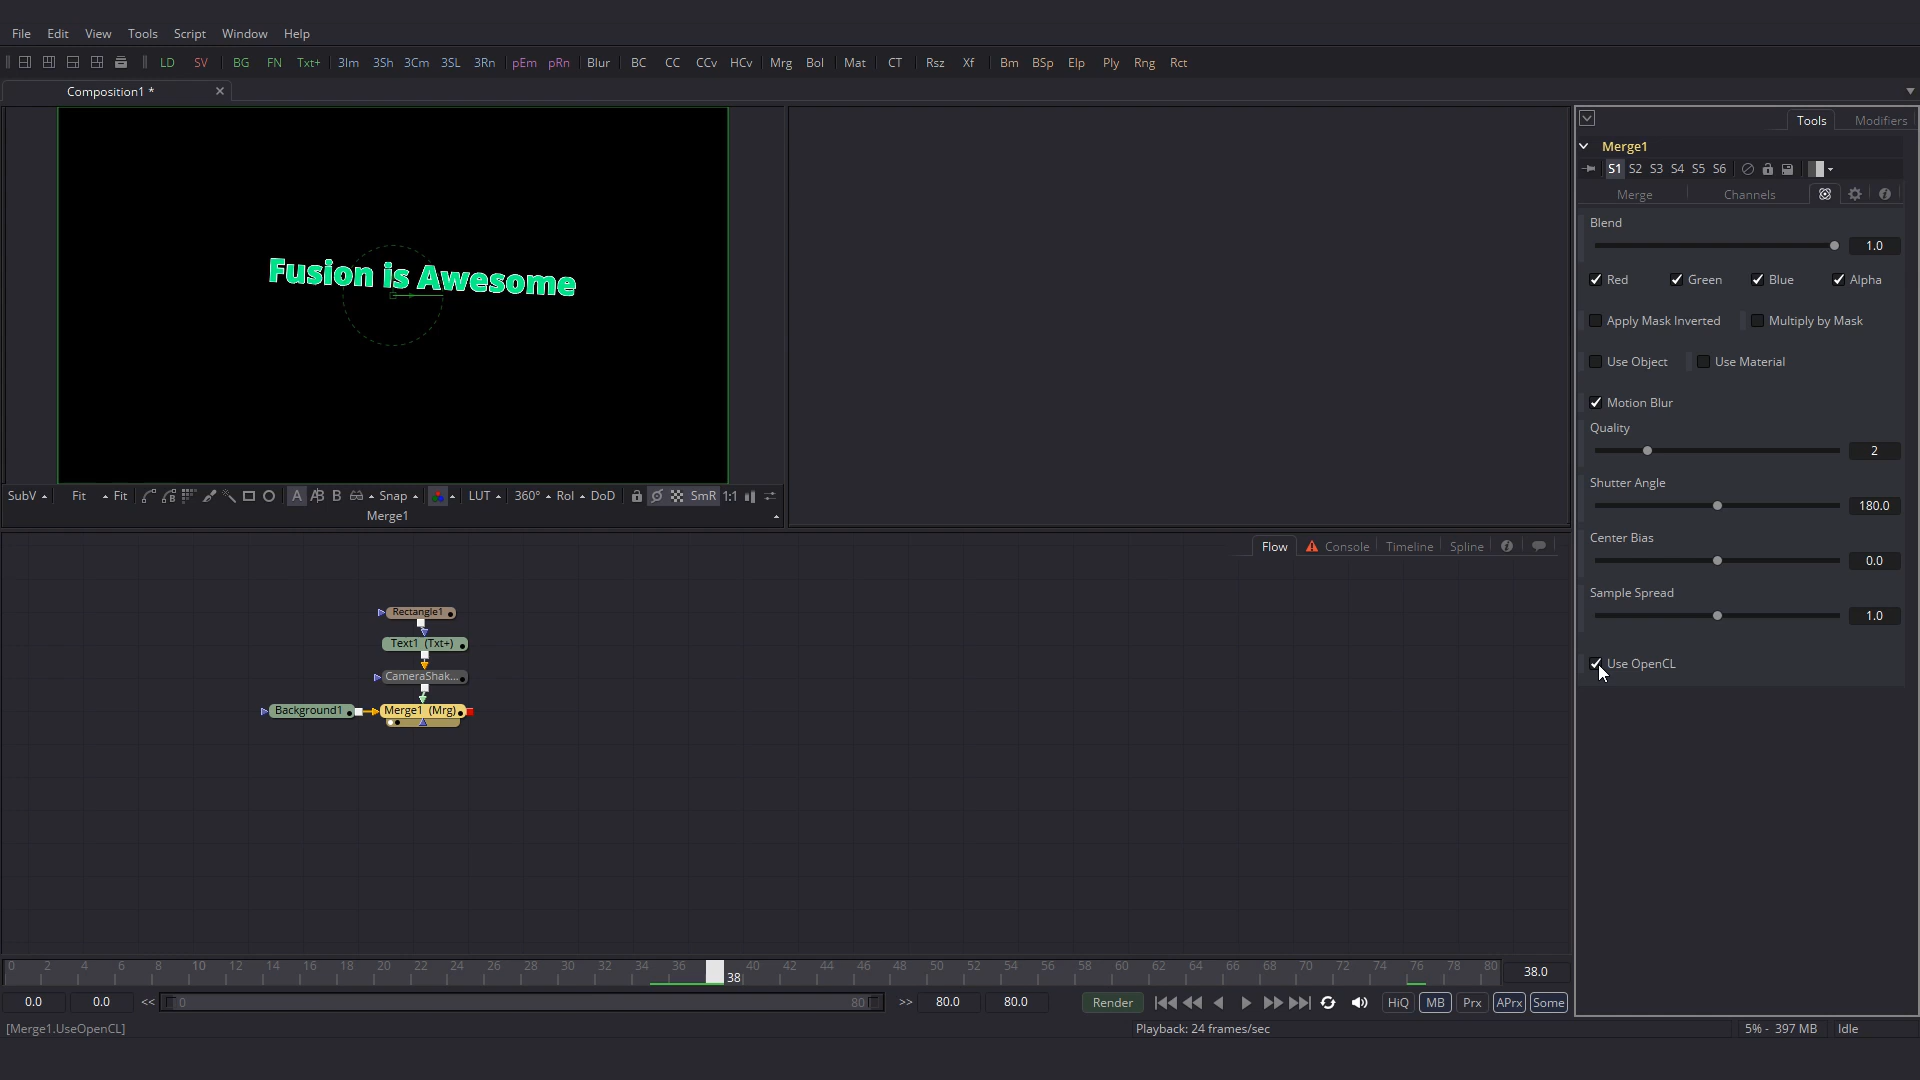 File Edit View Tools Script Window Help
LD SV BG FN Txt+ 3Im 3Sh 3Cm 3SL 3Rn pEm pRn Blur BC CC CCv HCv Mrg Bol Mat CT Rsz Xf Bm BSp Elp Ply Rng Rct
Composition1 *
Tools Modifiers
Merge1
S1 S2 S3 S4 S5 S6
Merge Channels
Blend
1.0
Red Green Blue Alpha
Apply Mask Inverted Multiply by Mask
Use Object Use Material
Motion Blur
Quality
2
Shutter Angle
180.0
Center Bias
0.0
Sample Spread
1.0
Use OpenCL
Fusion is Awesome
SubV Fit Fit A AB B Snap LUT 360° RoI DoD SmR 1:1
Merge1
Flow Console Timeline Spline
Rectangle1
Text1 (Txt+)
CameraShak...
Background1 Merge1 (Mrg)
0 2 4 6 8 10 12 14 16 18 20 22 24 26 28 30 32 34 36 38 40 42 44 46 48 50 52 54 56 58 60 62 64 66 68 70 72 74 76 78 80 38.0
0.0 0.0 << 0 80 >> 80.0 80.0 Render HiQ MB Prx APrx Some
[Merge1.UseOpenCL] Playback: 24 frames/sec 5% - 397 MB Idle